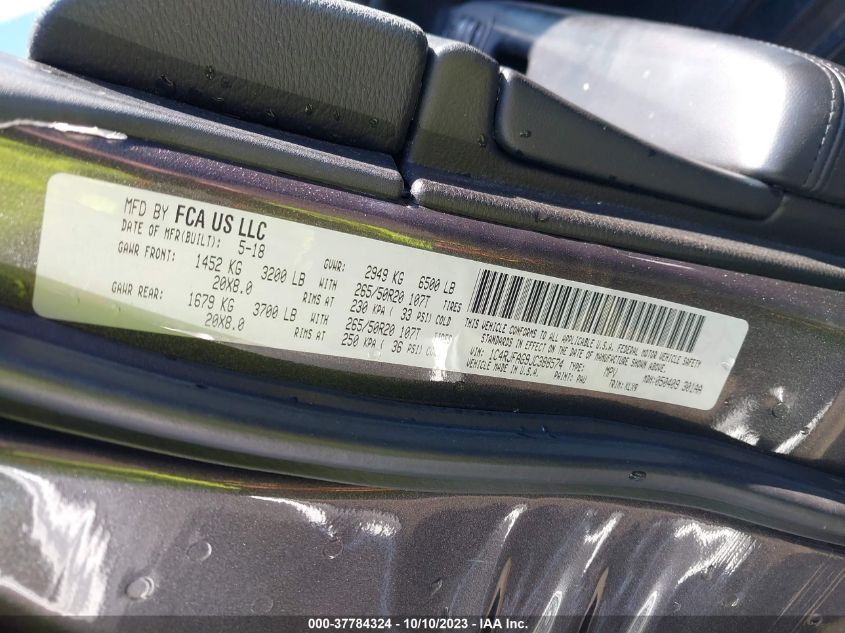 MFD BY FCA US LLC
DATE OF MFR(BUILT): 5-18
GVWR: 2949 KG 6500 LB
GAWR FRONT: 1452 KG 3200 LB WITH 265/50R20 107T TIRES
20X8.0 RIMS AT 230 KPA ( 33 PSI) COLD
GAWR REAR: 1679 KG 3700 LB WITH 265/50R20 107T
20X8.0 RIMS AT 250 KPA ( 36 PSI) COLD
THIS VEHICLE CONFORMS TO ALL APPLICABLE U.S.A. FEDERAL MOTOR VEHICLE SAFETY
STANDARDS IN EFFECT ON THE DATE OF MANUFACTURE SHOWN ABOVE.
VIN: TYPE: MPV MDH:
VEHICLE MADE IN U.S.A. PAINT: PAU TRIM:
000-37784324 • 10/10/2023 - IAA Inc.